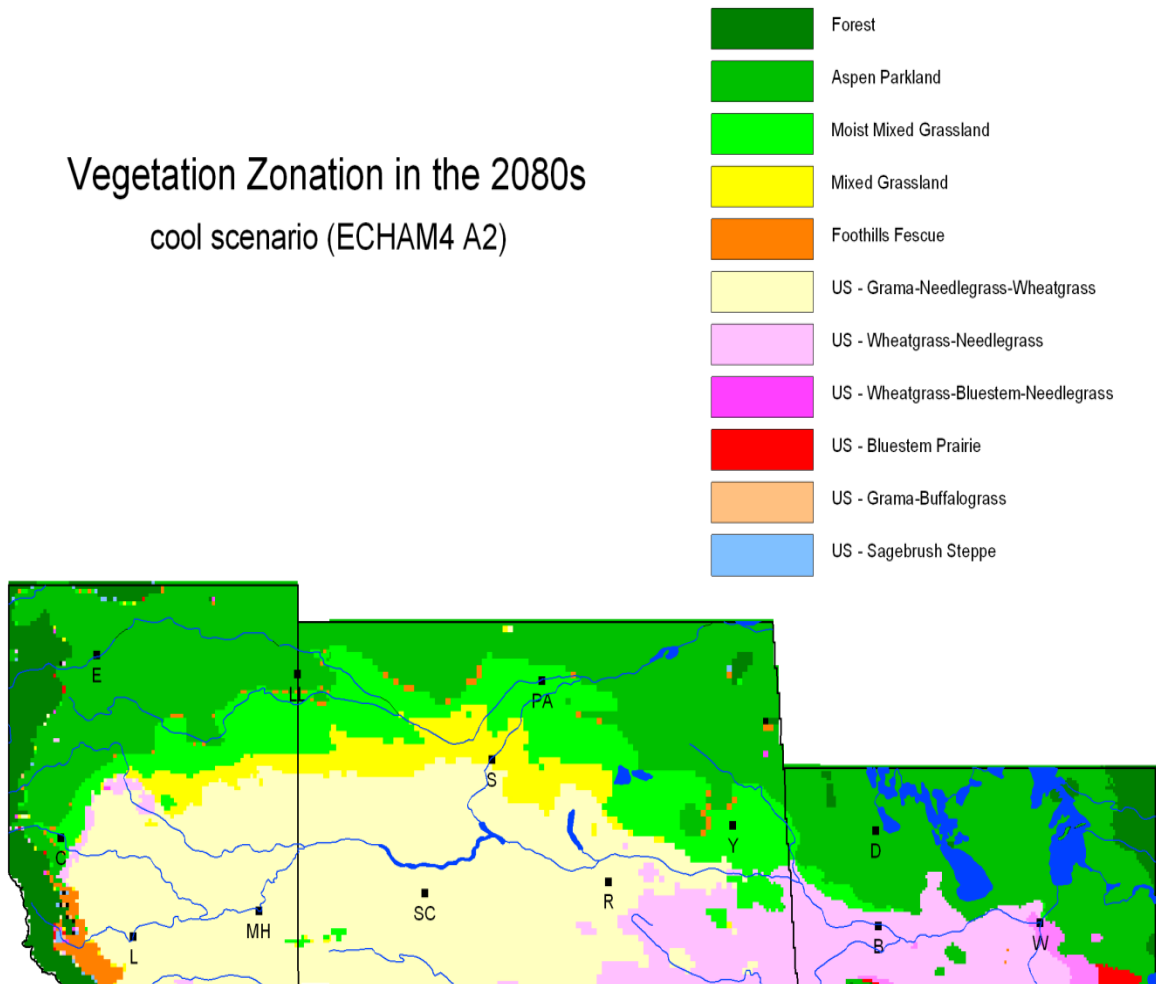 Forest
Aspen Parkland
Moist Mixed Grassland
Vegetation Zonation in the 2080s
Mixed Grassland
cool scenario (ECHAM4 A2)
Foothills Fescue
US - Grama-Needlegrass-Wheatgrass
US - Wheatgrass-Needlegrass
US - Wheatgrass-Bluestem-Needlegrass
US - Bluestem Prairie
US - Grama-Buffalograss
US - Sagebrush Steppe
E
LL
PA
S
C
Y
D
SC
R
MH
L
B
W